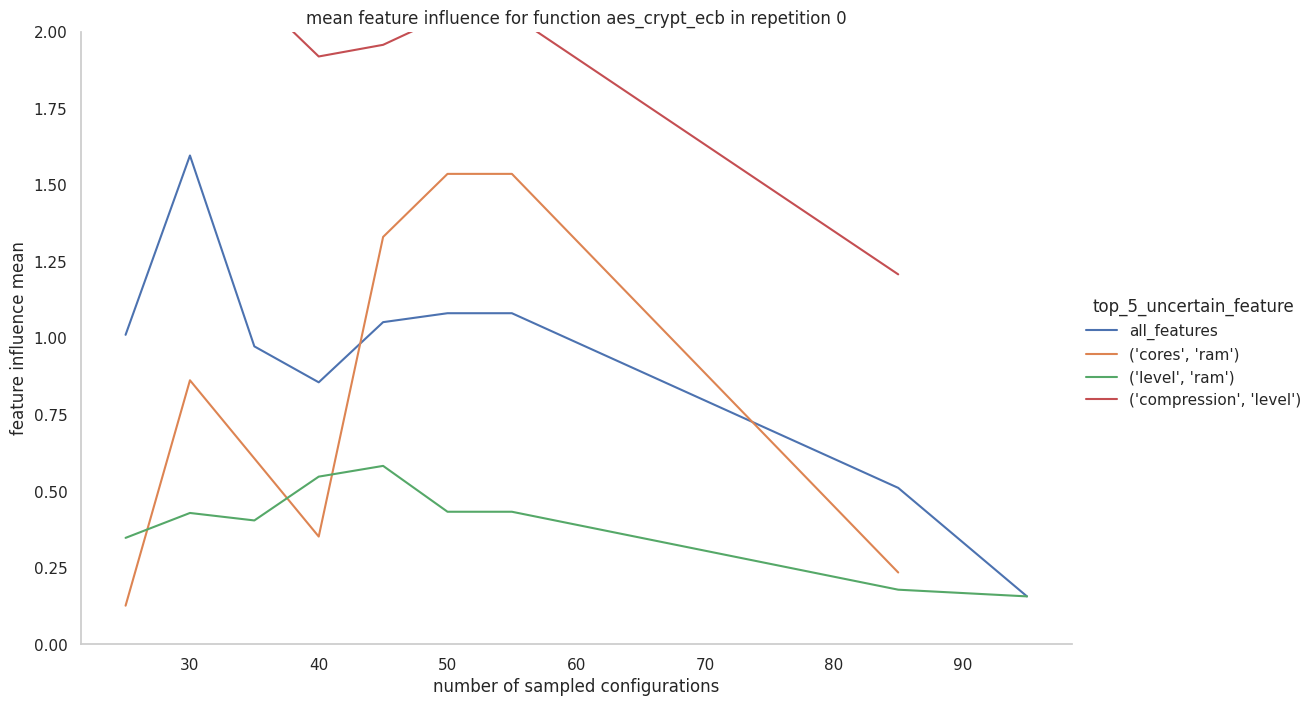 mean feature influence for function aes_crypt_ecb in repetition 0
2.00
1.75
1.50
1.25
1.00
0.75
0.50
0.25
0.00
feature influence mean
30 40 50 60 70 80 90
number of sampled configurations
top_5_uncertain_feature
all_features
('cores', 'ram')
('level', 'ram')
('compression', 'level')